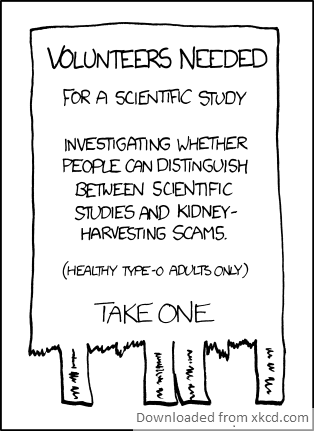 VOLUNTEERS NEEDED
FOR A SCIENTIFIC STUDY
INVESTIGATING WHETHER
PEOPLE CAN DISTINGUISH
BETWEEN SCIENTIFIC
STUDIES AND KIDNEY-
HARVESTING SCAMS.
(HEALTHY TYPE-O ADULTS ONLY)
TAKE ONE
Downloaded from xkcd.com